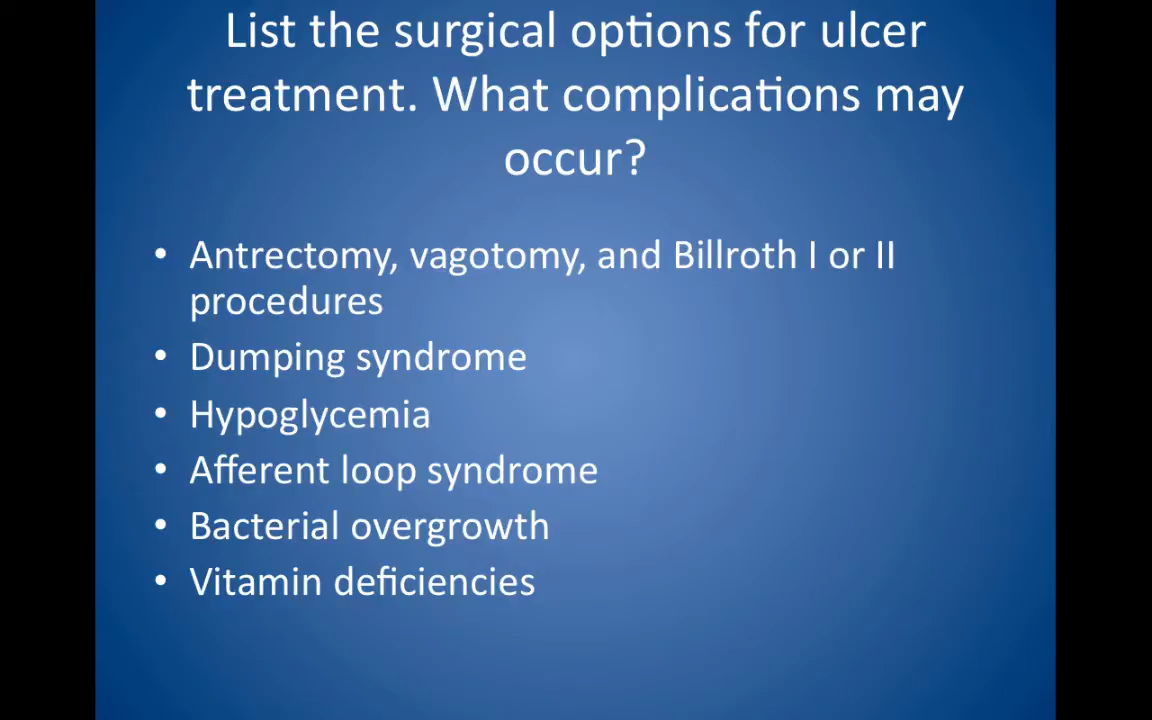 List the surgical options for ulcer
treatment. What complications may
occur?
• Antrectomy, vagotomy, and Billroth I or II
procedures
• Dumping syndrome
• Hypoglycemia
• Afferent loop syndrome
• Bacterial overgrowth
• Vitamin deficiencies